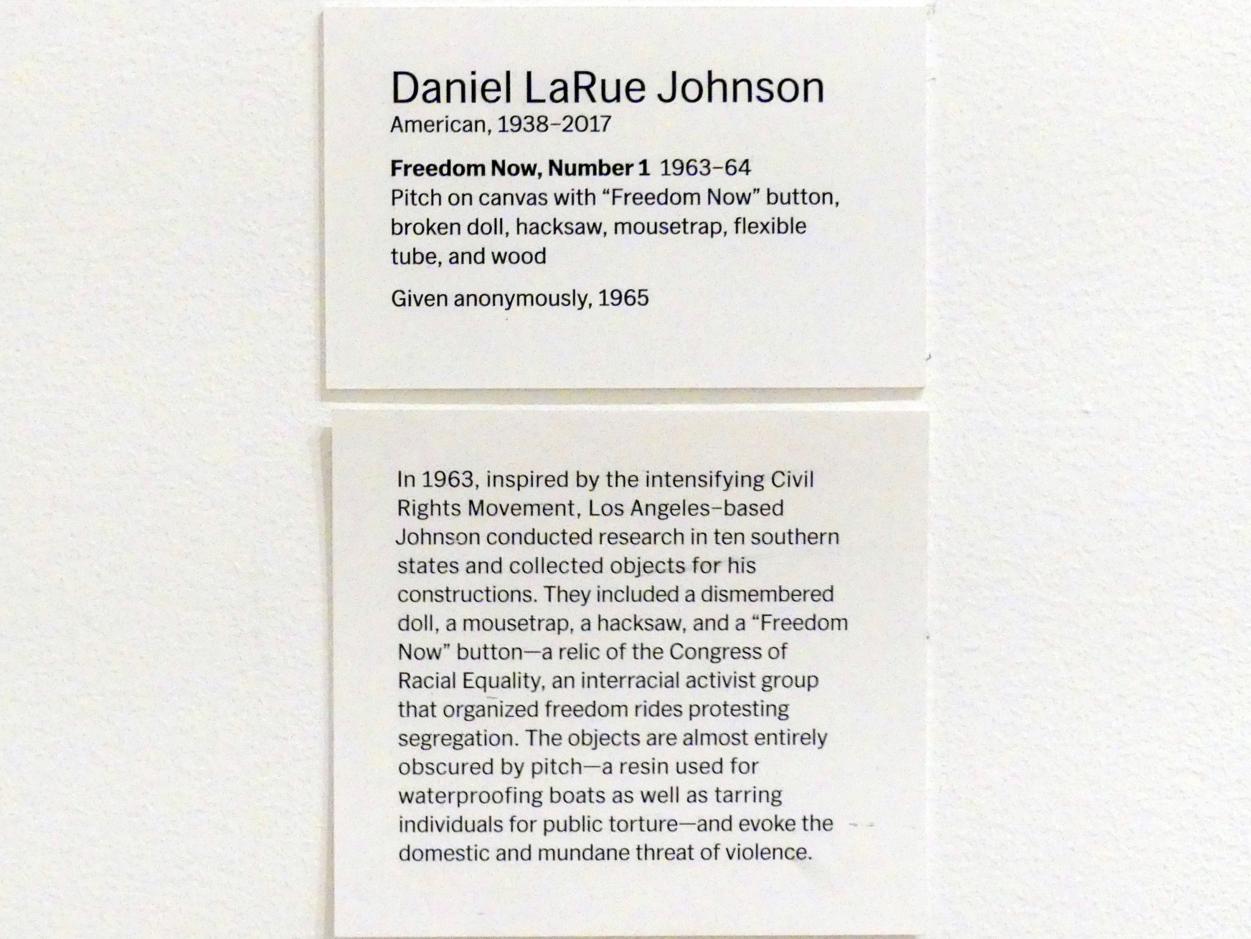 Daniel LaRue Johnson
American, 1938–2017
Freedom Now, Number 1 1963–64
Pitch on canvas with “Freedom Now” button,
broken doll, hacksaw, mousetrap, flexible
tube, and wood
Given anonymously, 1965
In 1963, inspired by the intensifying Civil
Rights Movement, Los Angeles–based
Johnson conducted research in ten southern
states and collected objects for his
constructions. They included a dismembered
doll, a mousetrap, a hacksaw, and a “Freedom
Now” button—a relic of the Congress of
Racial Equality, an interracial activist group
that organized freedom rides protesting
segregation. The objects are almost entirely
obscured by pitch—a resin used for
waterproofing boats as well as tarring
individuals for public torture—and evoke the
domestic and mundane threat of violence.